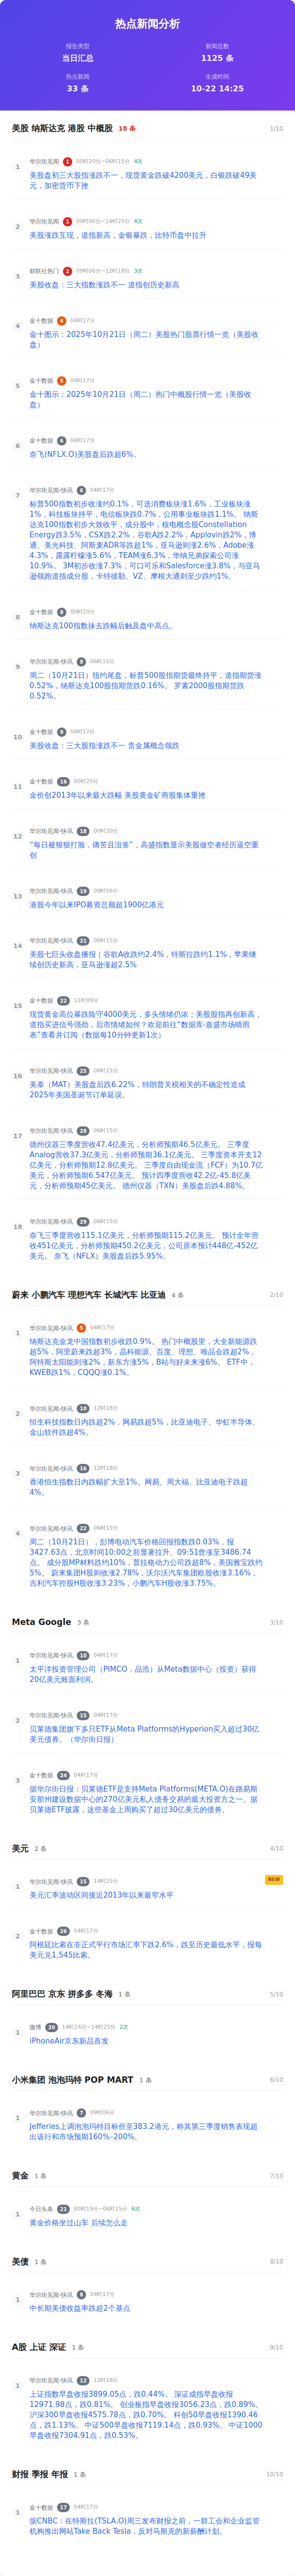 热点新闻分析
报告类型
当日汇总
新闻总数
1125 条
热点新闻
33 条
生成时间
10-22 14:25
美股 纳斯达克 港股 中概股 18 条 1/10
1
华尔街见闻 1 00时20分~06时15分 4次
美股盘初三大股指涨跌不一，现货黄金跌破4200美元，白银跌破49美
元，加密货币下挫
2
华尔街见闻 1 09时06分~14时25分 4次
美股涨跌互现，道指新高，金银暴跌，比特币盘中拉升
3
财联社热门 2 09时06分~12时18分 3次
美股收盘：三大指数涨跌不一 道指创历史新高
4
金十数据 4 04时17分
金十图示：2025年10月21日（周二）美股热门股票行情一览（美股收
盘）
5
金十数据 5 04时17分
金十图示：2025年10月21日（周二）热门中概股行情一览（美股收
盘）
6
金十数据 6 04时17分
奈飞(NFLX.O)美股盘后跌超6%。
7
华尔街见闻-快讯 6 04时17分
标普500指数初步收涨约0.1%，可选消费板块涨1.6%，工业板块涨
1%，科技板块持平，电信板块跌0.7%，公用事业板块跌1.1%。 纳斯
达克100指数初步大致收平，成分股中，核电概念股Constellation
Energy跌3.5%，CSX跌2.2%，谷歌A跌2.2%，Applovin跌2%，博
通、美光科技、阿斯麦ADR等跌超1%，亚马逊则涨2.6%，Adobe涨
4.3%，露露柠檬涨5.6%，TEAM涨6.3%，华纳兄弟探索公司涨
10.9%。 3M初步收涨7.3%，可口可乐和Salesforce涨3.8%，与亚马
逊领跑道指成分股，卡特彼勒、VZ、摩根大通则至少跌约1%。
8
金十数据 8 00时20分
纳斯达克100指数抹去跌幅后触及盘中高点。
9
华尔街见闻-快讯 8 06时15分
周二（10月21日）纽约尾盘，标普500股指期货最终持平，道指期货涨
0.52%，纳斯达克100股指期货跌0.16%。 罗素2000股指期货跌
0.52%。
10
金十数据 9 04时17分
美股收盘：三大股指涨跌不一 贵金属概念领跌
11
金十数据 16 00时20分
金价创2013年以来最大跌幅 美股黄金矿商股集体重挫
12
华尔街见闻-快讯 18 00时20分
“每日被狠狠打脸，痛苦且沮丧”，高盛指数显示美股做空者经历逼空重
创
13
华尔街见闻-快讯 19 09时06分
港股今年以来IPO募资总额超1900亿港元
14
华尔街见闻-快讯 21 06时15分
美股七巨头收盘播报｜谷歌A收跌约2.4%，特斯拉跌约1.1%，苹果继
续创历史新高，亚马逊涨超2.5%
15
金十数据 22 11时09分
现货黄金高位暴跌险守4000美元，多头情绪仍浓；美股股指再创新高，
道指买进信号强劲，后市情绪如何？欢迎前往“数据库-嘉盛市场晴雨
表”查看并订阅（数据每10分钟更新1次）
16
华尔街见闻-快讯 25 06时15分
美泰（MAT）美股盘后跌6.22%，特朗普关税相关的不确定性造成
2025年美国圣诞节订单延误。
17
华尔街见闻-快讯 28 06时15分
德州仪器三季度营收47.4亿美元，分析师预期46.5亿美元。 三季度
Analog营收37.3亿美元，分析师预期36.1亿美元。 三季度资本开支12
亿美元，分析师预期12.8亿美元。 三季度自由现金流（FCF）为10.7亿
美元，分析师预期6.547亿美元。 预计四季度营收42.2亿-45.8亿美
元，分析师预期45亿美元。 德州仪器（TXN）美股盘后跌4.88%。
18
华尔街见闻-快讯 29 06时15分
奈飞三季度营收115.1亿美元，分析师预期115.2亿美元。 预计全年营
收451亿美元，分析师预期450.2亿美元，公司原本预计448亿-452亿
美元。 奈飞（NFLX）美股盘后跌5.95%。
蔚来 小鹏汽车 理想汽车 长城汽车 比亚迪 4 条 2/10
1
华尔街见闻-快讯 5 04时17分
纳斯达克金龙中国指数初步收跌0.9%。 热门中概股里，大全新能源跌
超5%，阿里蔚来跌超3%，晶科能源、百度、理想、唯品会跌超2%，
阿特斯太阳能则涨2%，新东方涨5%，B站与好未来涨6%。 ETF中，
KWEB跌1%，CQQQ涨0.1%。
2
华尔街见闻-快讯 10 12时18分
恒生科技指数日内跌超2%，网易跌超5%，比亚迪电子、华虹半导体、
金山软件跌超4%。
3
华尔街见闻-快讯 16 12时18分
香港恒生指数日内跌幅扩大至1%。网易、周大福、比亚迪电子跌超
4%。
4
华尔街见闻-快讯 22 06时15分
周二（10月21日），彭博电动汽车价格回报指数跌0.03%，报
3427.63点，北京时间10:00之前显著拉升、09:51曾涨至3486.74
点。 成分股MP材料跌约10%，普拉格动力公司跌超8%，美国雅宝跌约
5%。 蔚来集团H股则收涨2.78%，沃尔沃汽车集团欧股收涨3.16%，
吉利汽车控股H股收涨3.23%，小鹏汽车H股收涨3.75%。
Meta Google 3 条 3/10
1
华尔街见闻-快讯 10 04时17分
太平洋投资管理公司（PIMCO，品浩）从Meta数据中心（投资）获得
20亿美元账面利润。
2
华尔街见闻-快讯 15 04时17分
贝莱德集团旗下多只ETF从Meta Platforms的Hyperion买入超过30亿
美元债券。（华尔街日报）
3
金十数据 24 04时17分
据华尔街日报：贝莱德ETF是支持Meta Platforms(META.O)在路易斯
安那州建设数据中心的270亿美元私人债务交易的最大投资方之一。据
贝莱德ETF披露，这些基金上周购买了超过30亿美元的债券。
美元 2 条 4/10
NEW
1
华尔街见闻-快讯 15 14时25分
美元汇率波动区间接近2013年以来最窄水平
2
金十数据 26 04时17分
阿根廷比索在非正式平行市场汇率下跌2.6%，跌至历史最低水平，报每
美元兑1,545比索。
阿里巴巴 京东 拼多多 冬海 1 条 5/10
1
微博 20 14时24分~14时25分 2次
iPhoneAir京东新品首发
小米集团 泡泡玛特 POP MART 1 条 6/10
1
华尔街见闻-快讯 7 09时06分
Jefferies上调泡泡玛特目标价至383.2港元，称其第三季度销售表现超
出该行和市场预期160%–200%。
黄金 1 条 7/10
1
今日头条 21 00时19分~06时15分 6次
黄金价格坐过山车 后续怎么走
美债 1 条 8/10
1
华尔街见闻-快讯 8 04时17分
中长期美债收益率跌超2个基点
A股 上证 深证 1 条 9/10
1
华尔街见闻-快讯 12 12时18分
上证指数早盘收报3899.05点，跌0.44%。 深证成指早盘收报
12971.98点，跌0.81%。 创业板指早盘收报3056.23点，跌0.89%。
沪深300早盘收报4575.78点，跌0.70%。 科创50早盘收报1390.46
点，跌1.13%。 中证500早盘收报7119.14点，跌0.93%。 中证1000
早盘收报7304.91点，跌0.53%。
财报 季报 年报 1 条 10/10
1
金十数据 17 04时17分
据CNBC：在特斯拉(TSLA.O)周三发布财报之前，一群工会和企业监管
机构推出网站Take Back Tesla，反对马斯克的新薪酬计划。